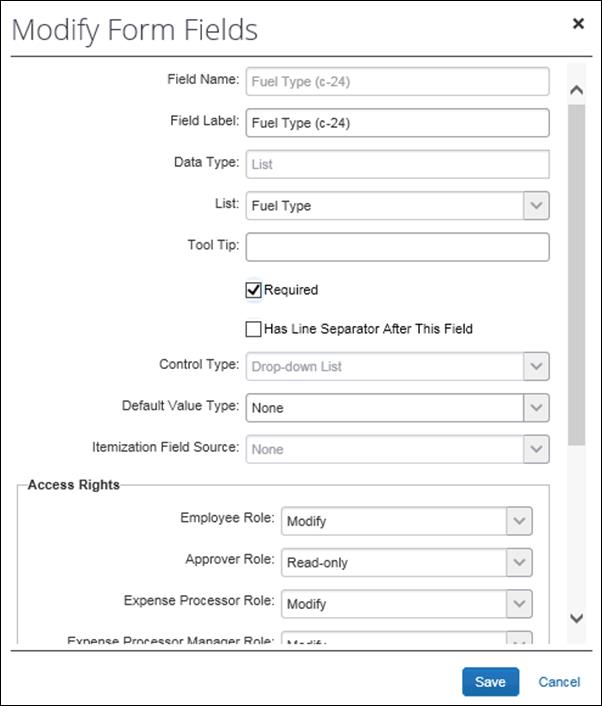 Modify Form Fields
Field Name: Fuel Type (c-24)
Field Label: Fuel Type (c-24)
Data Type: List
List: Fuel Type
Tool Tip:
Required
Has Line Separator After This Field
Control Type: Drop-down List
Default Value Type: None
Itemization Field Source: None
Access Rights
Employee Role: Modify
Approver Role: Read-only
Expense Processor Role: Modify
Expense Processor Manager Role: Modify
Save Cancel